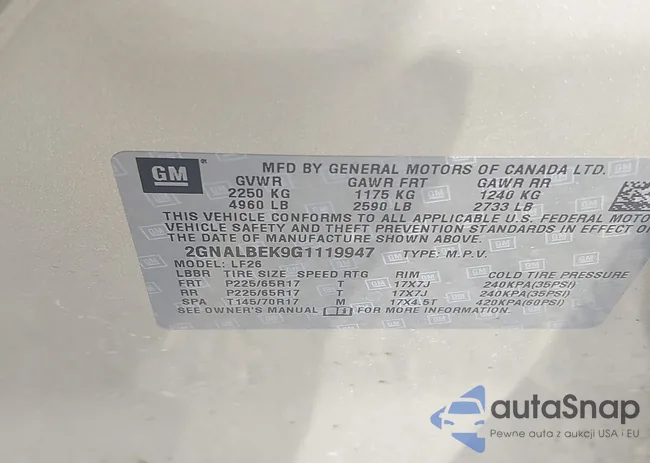 GM
MFD BY GENERAL MOTORS OF CANADA LTD.
GVWR GAWR FRT GAWR RR
2250 KG 1175 KG 1240 KG
4960 LB 2590 LB 2733 LB
THIS VEHICLE CONFORMS TO ALL APPLICABLE U.S. FEDERAL MOTO
VEHICLE SAFETY AND THEFT PREVENTION STANDARDS IN EFFECT O
THE DATE OF MANUFACTURE SHOWN ABOVE.
2GNALBEK9G1119947 TYPE: M.P.V.
MODEL: LF26
LBBR TIRE SIZE SPEED RTG RIM COLD TIRE PRESSURE
FRT P225/65R17 T 17X7J 240KPA(35PSI)
RR P225/65R17 T 17X7J 240KPA(35PSI)
SPA T145/70R17 M 17X4.5T 420KPA(60PSI)
SEE OWNER'S MANUAL FOR MORE INFORMATION.
autaSnap
Pewne auta z aukcji USA i EU